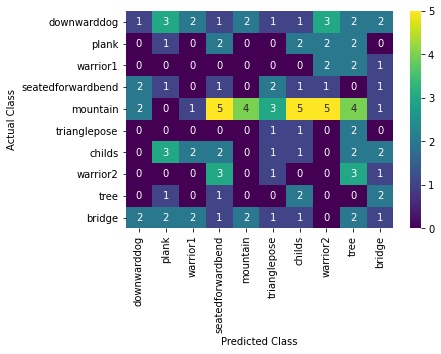 Actual Class
downwarddog 1 3 2 1 1 1 1 3 2 2
plank 0 1 0 2 0 0 2 2 2 0
warrior1 0 0 0 0 0 0 0 2 2 1
seatedforwardbend 2 1 0 1 0 2 1 1 0 1
mountain 2 0 1 5 4 3 5 5 4 1
trianglepose 0 0 0 0 0 1 1 0 2 0
childs 0 3 2 2 0 1 1 0 2 2
warrior2 0 0 0 3 0 1 0 0 3 1
tree 0 1 0 1 0 0 2 0 0 2
bridge 2 2 2 1 2 1 1 0 2 1
downwarddog plank warrior1 seatedforwardbend mountain trianglepose childs warrior2 tree bridge
Predicted Class
5
4
3
2
1
0